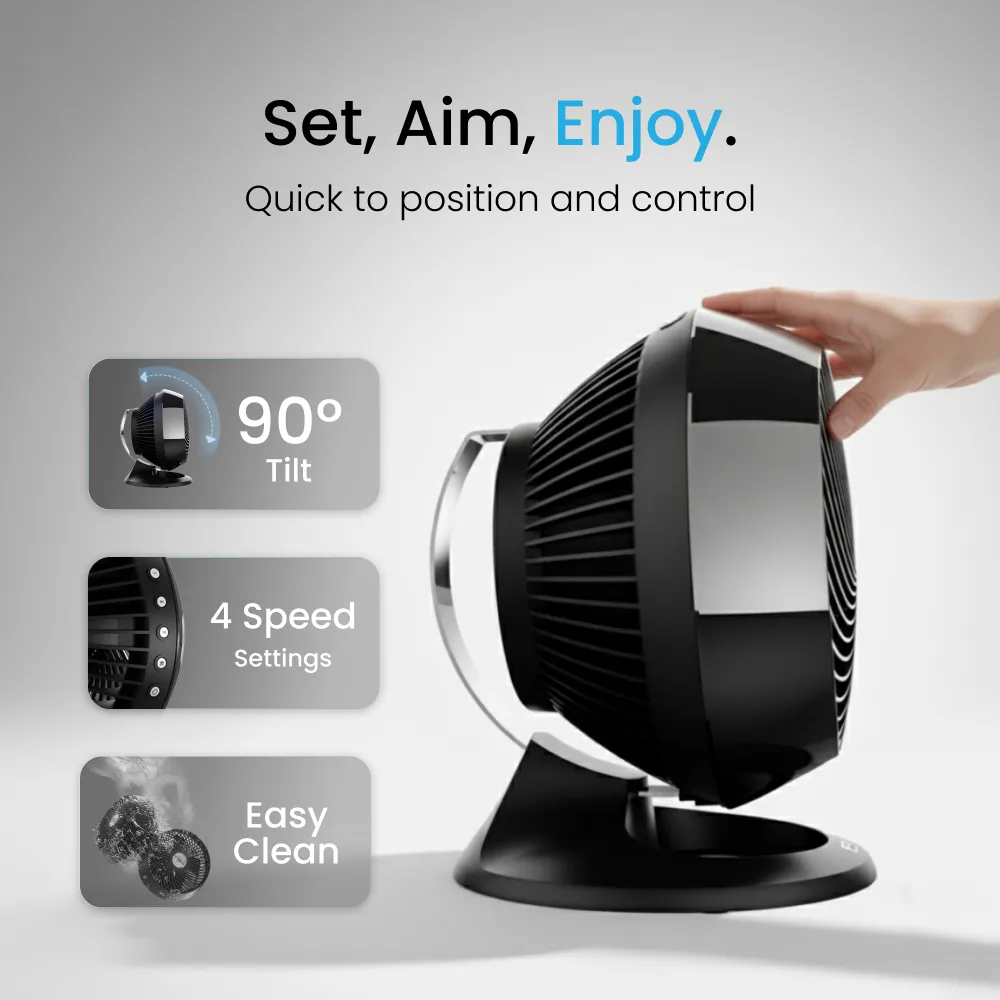 Set, Aim, Enjoy.
Quick to position and control
90°
Tilt
4 Speed
Settings
Easy
Clean